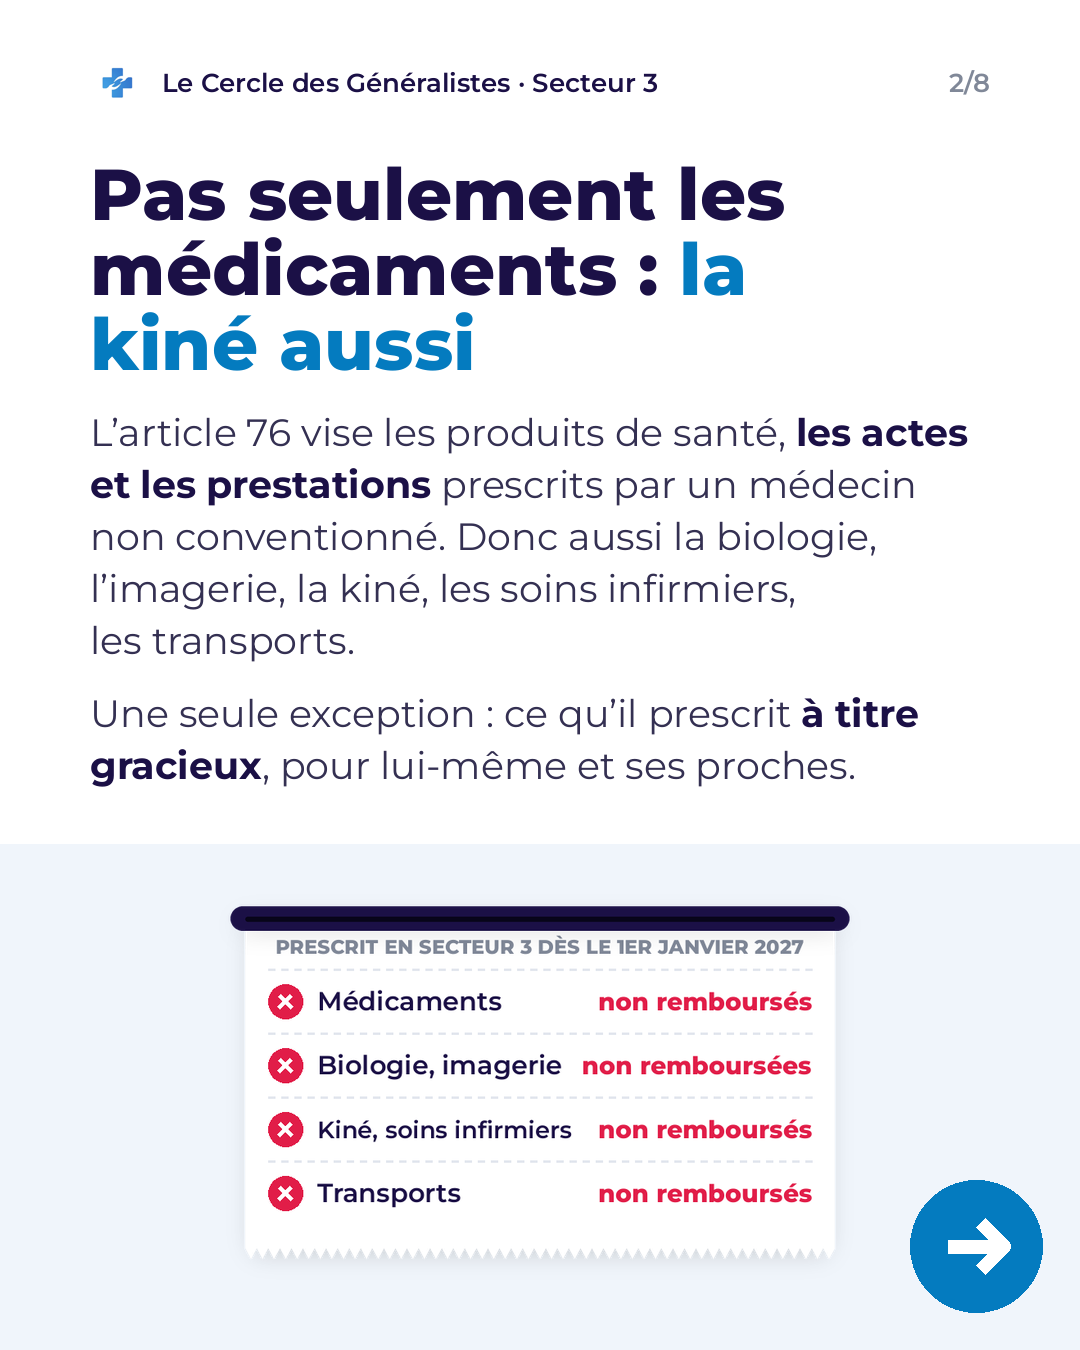 Le Cercle des Généralistes · Secteur 3
2/8
Pas seulement les
médicaments : la
kiné aussi
L’article 76 vise les produits de santé, les actes
et les prestations prescrits par un médecin
non conventionné. Donc aussi la biologie,
l’imagerie, la kiné, les soins infirmiers,
les transports.
Une seule exception : ce qu’il prescrit à titre
gracieux, pour lui-même et ses proches.
PRESCRIT EN SECTEUR 3 DÈS LE 1ER JANVIER 2027
Médicaments non remboursés
Biologie, imagerie non remboursées
Kiné, soins infirmiers non remboursés
Transports non remboursés